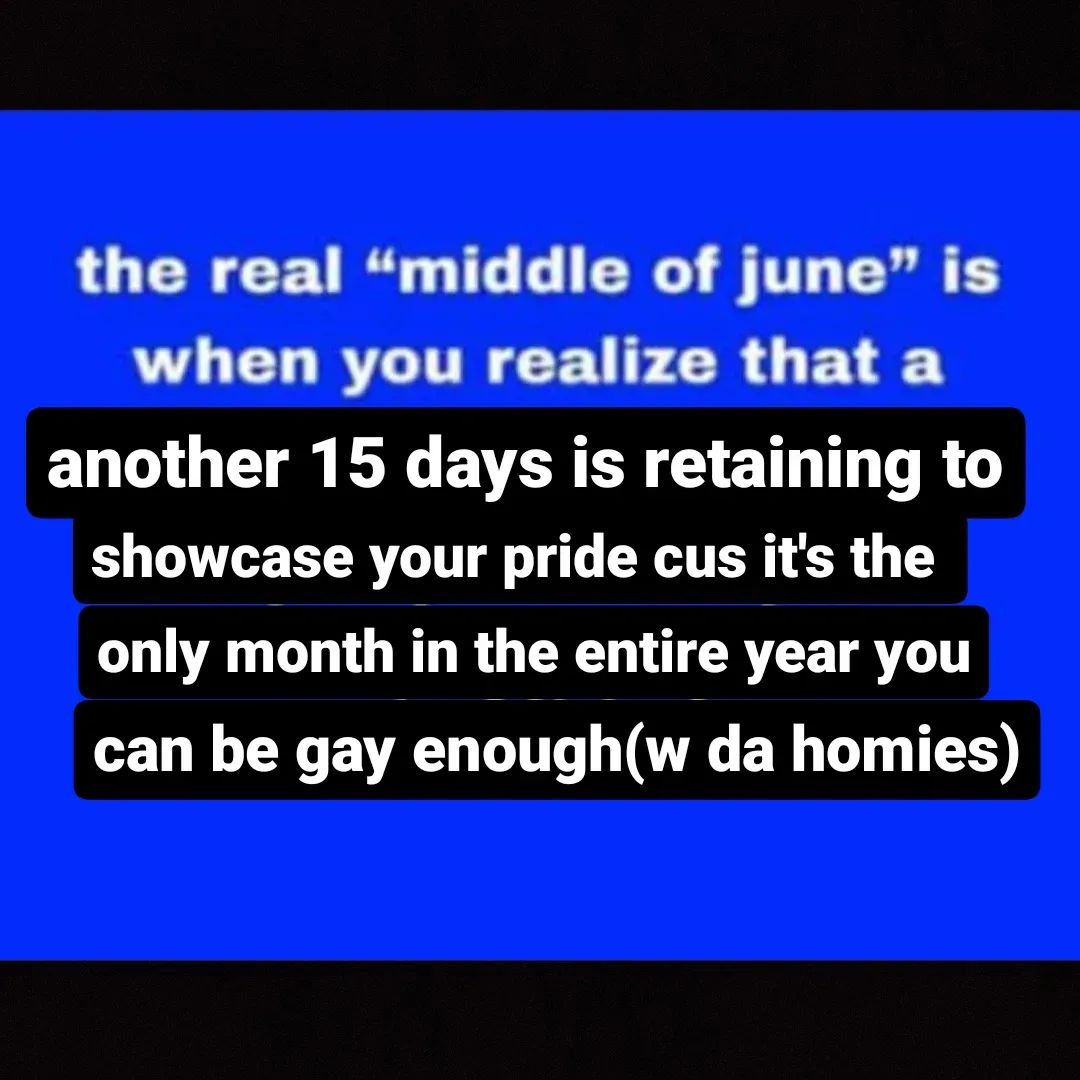 the real “middle of june” is
when you realize that a
another 15 days is retaining to
showcase your pride cus it's the
only month in the entire year you
can be gay enough(w da homies)